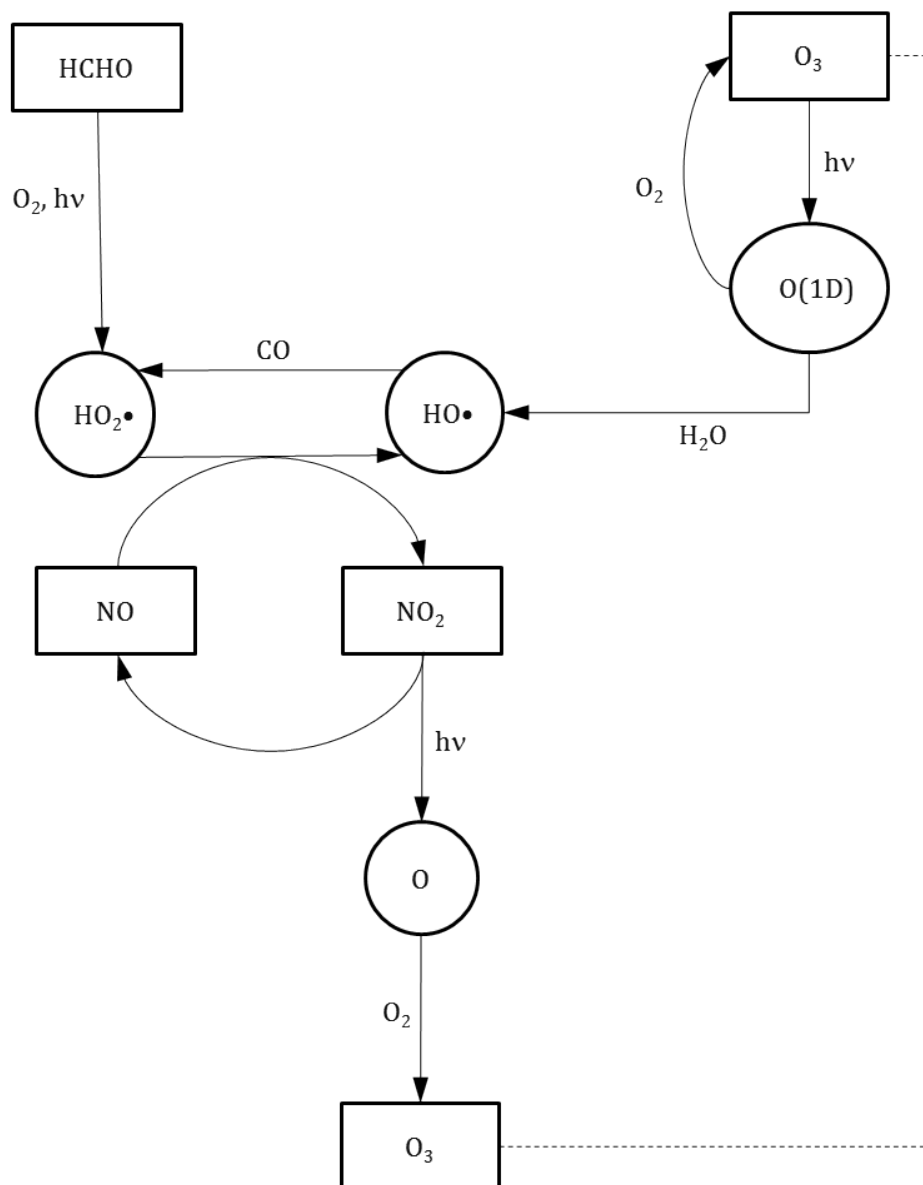 HCHO
O₃
O₂, hν
O₂
hν
O(1D)
CO
HO₂•
HO•
H₂O
NO
NO₂
hν
O
O₂
O₃